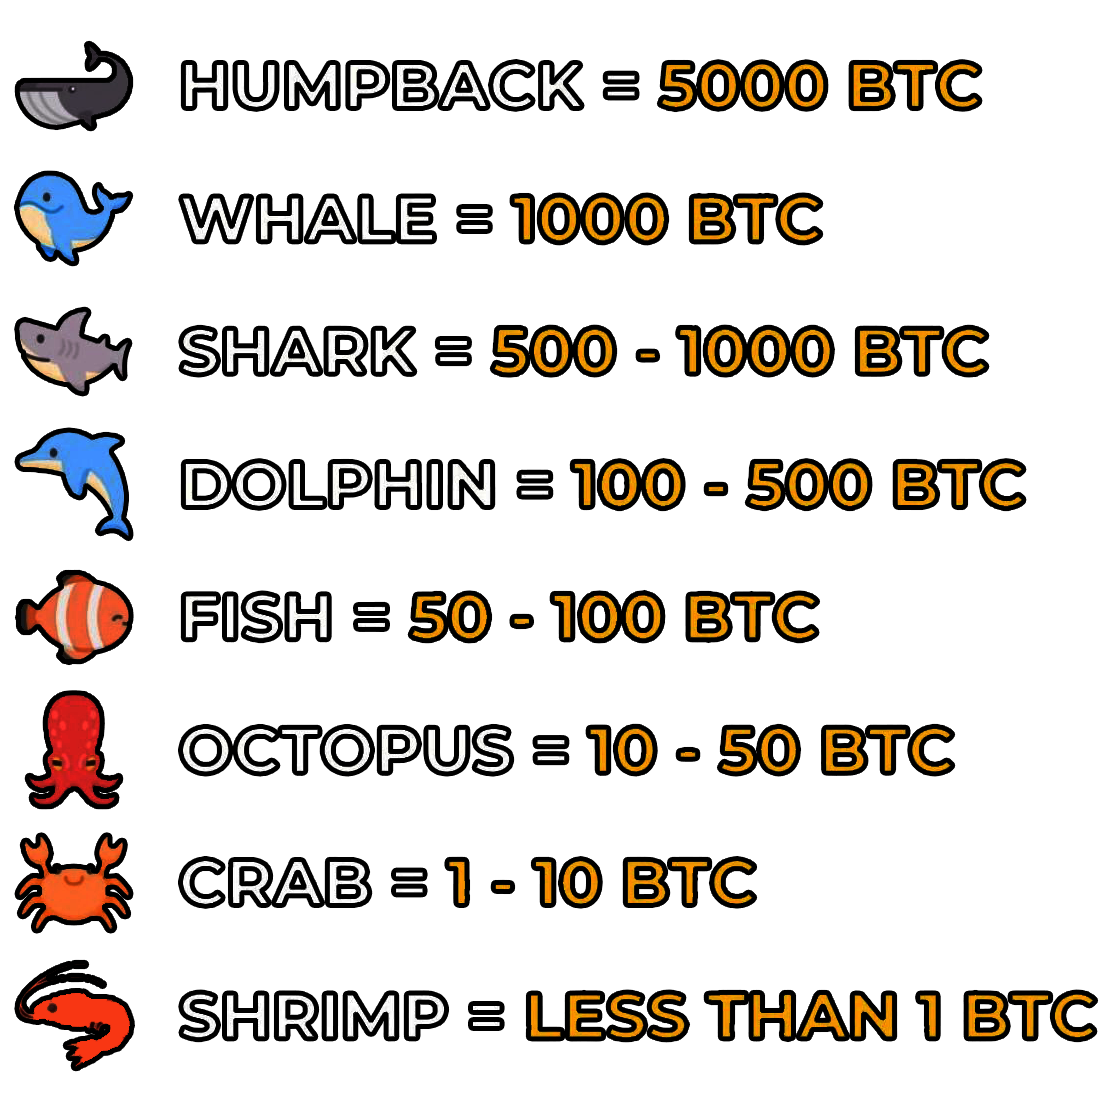 HUMPBACK = 5000 BTC
WHALE = 1000 BTC
SHARK = 500 - 1000 BTC
DOLPHIN = 100 - 500 BTC
FISH = 50 - 100 BTC
OCTOPUS = 10 - 50 BTC
CRAB = 1 - 10 BTC
SHRIMP = LESS THAN 1 BTC